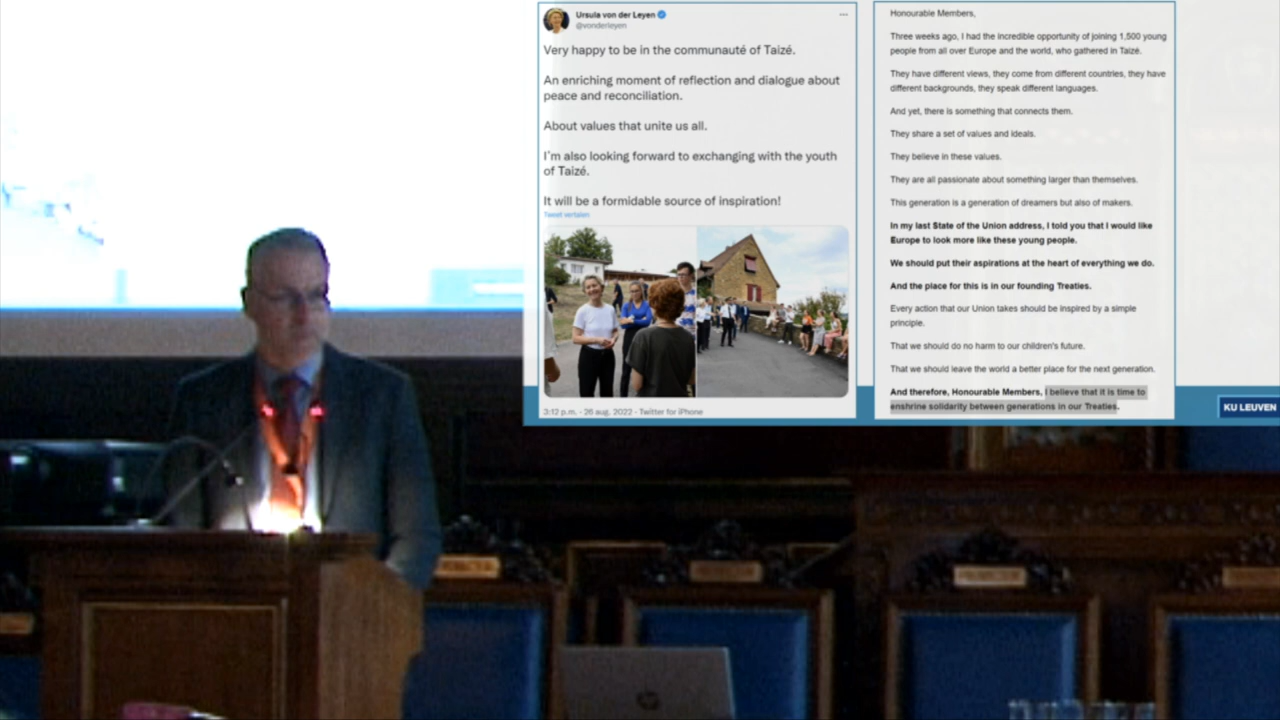 Ursula von der Leyen
@vonderleyen
Very happy to be in the communauté of Taizé.
An enriching moment of reflection and dialogue about
peace and reconciliation.
About values that unite us all.
I'm also looking forward to exchanging with the youth
of Taizé.
It will be a formidable source of inspiration!
Tweet vertalen
3:12 p.m. · 26 aug. 2022 · Twitter for iPhone
Honourable Members,
Three weeks ago, I had the incredible opportunity of joining 1,500 young
people from all over Europe and the world, who gathered in Taizé.
They have different views, they come from different countries, they have
different backgrounds, they speak different languages.
And yet, there is something that connects them.
They share a set of values and ideals.
They believe in these values.
They are all passionate about something larger than themselves.
This generation is a generation of dreamers but also of makers.
In my last State of the Union address, I told you that I would like
Europe to look more like these young people.
We should put their aspirations at the heart of everything we do.
And the place for this is in our founding Treaties.
Every action that our Union takes should be inspired by a simple
principle.
That we should do no harm to our children's future.
That we should leave the world a better place for the next generation.
And therefore, Honourable Members, I believe that it is time to
enshrine solidarity between generations in our Treaties.
KU LEUVEN
hp